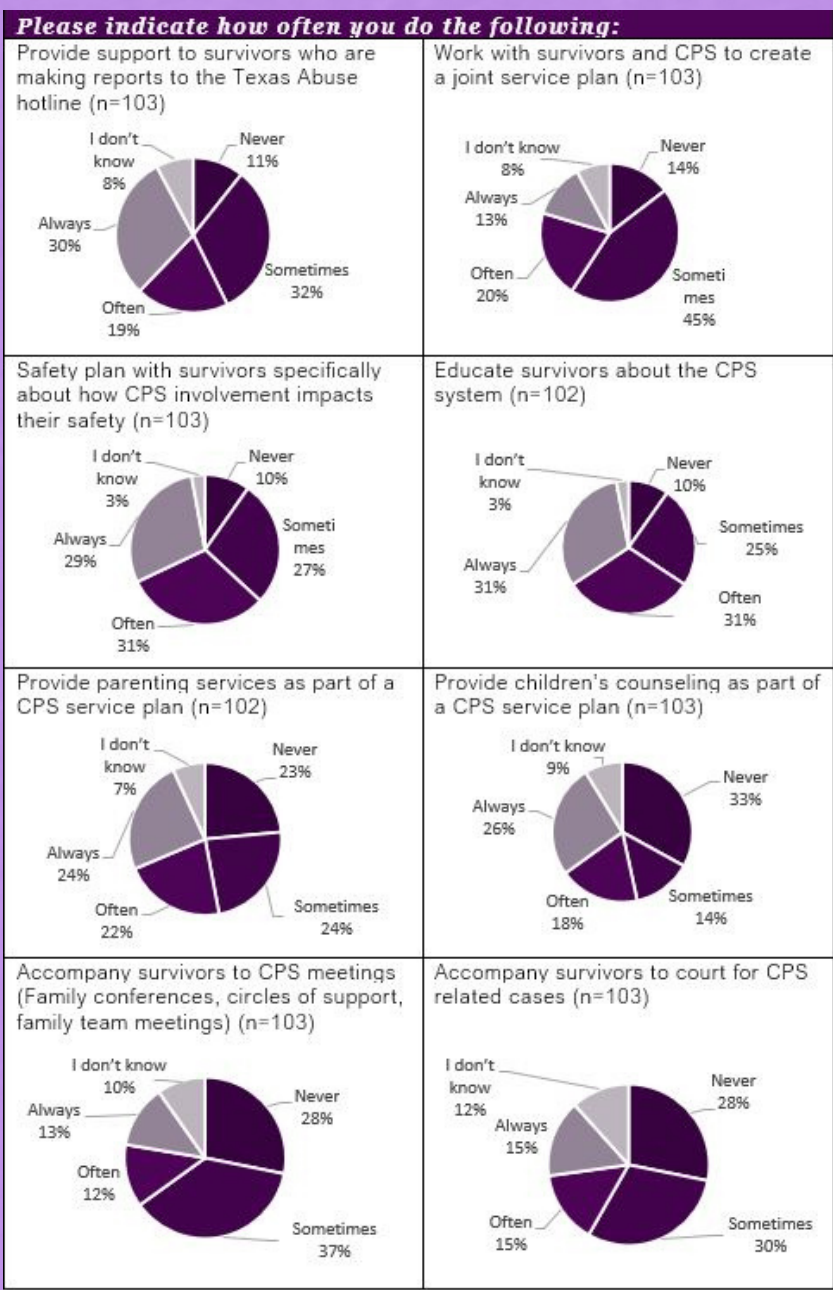 Please indicate how often you do the following:
Provide support to survivors who are
making reports to the Texas Abuse
hotline (n=103)
I don't
know
8%
Never
11%
Always
30%
Sometimes
32%
Often
19%
Work with survivors and CPS to create
a joint service plan (n=103)
I don't know
8%
Never
14%
Always
13%
Often
20%
Someti
mes
45%
Safety plan with survivors specifically
about how CPS involvement impacts
their safety (n=103)
I don't
know
3%
Never
10%
Always
29%
Someti
mes
27%
Often
31%
Educate survivors about the CPS
system (n=102)
I don't
know
3%
Never
10%
Sometimes
25%
Always
31%
Often
31%
Provide parenting services as part of a
CPS service plan (n=102)
I don't
know
7%
Never
23%
Always
24%
Often
22%
Sometimes
24%
Provide children's counseling as part of
a CPS service plan (n=103)
I don't know
9%
Never
33%
Always
26%
Often
18%
Sometimes
14%
Accompany survivors to CPS meetings
(Family conferences, circles of support,
family team meetings) (n=103)
I don't know
10%
Never
28%
Always
13%
Often
12%
Sometimes
37%
Accompany survivors to court for CPS
related cases (n=103)
I don't
know
12%
Never
28%
Always
15%
Often
15%
Sometimes
30%